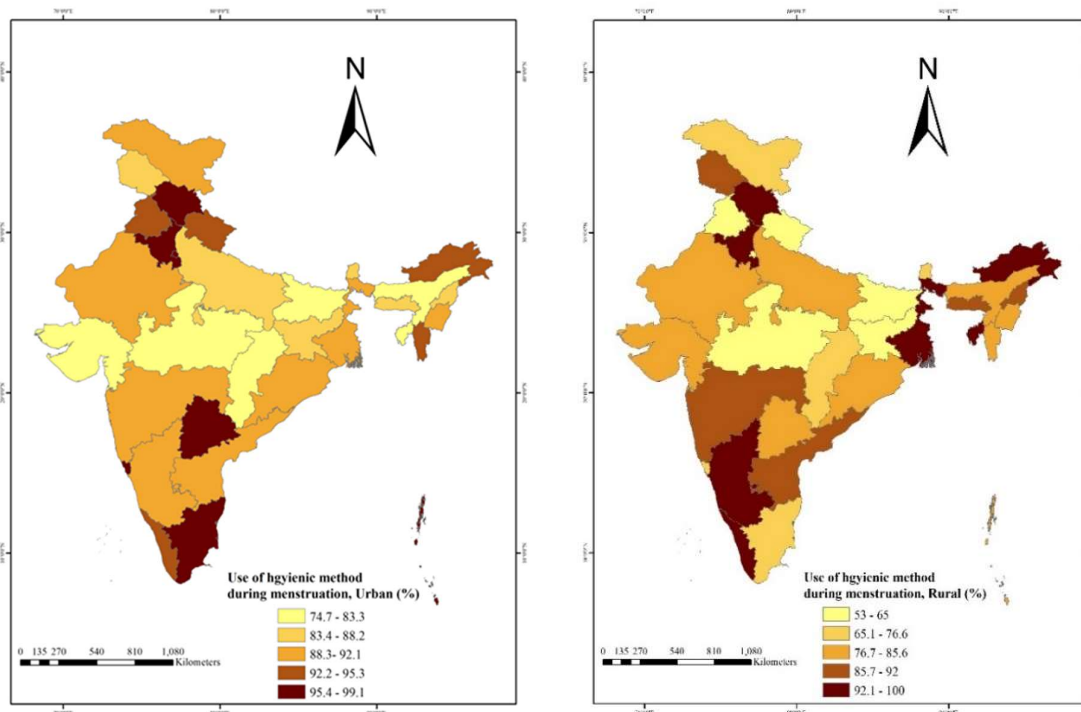 N
Use of hgyienic method
during menstruation, Urban (%)
74.7 - 83.3
83.4 - 88.2
88.3- 92.1
92.2 - 95.3
95.4 - 99.1
0 135 270 540 810 1,080
Kilometers
N
Use of hgyienic method
during menstruation, Rural (%)
53 - 65
65.1 - 76.6
76.7 - 85.6
85.7 - 92
92.1 - 100
0 135 270 540 810 1,080
Kilometers